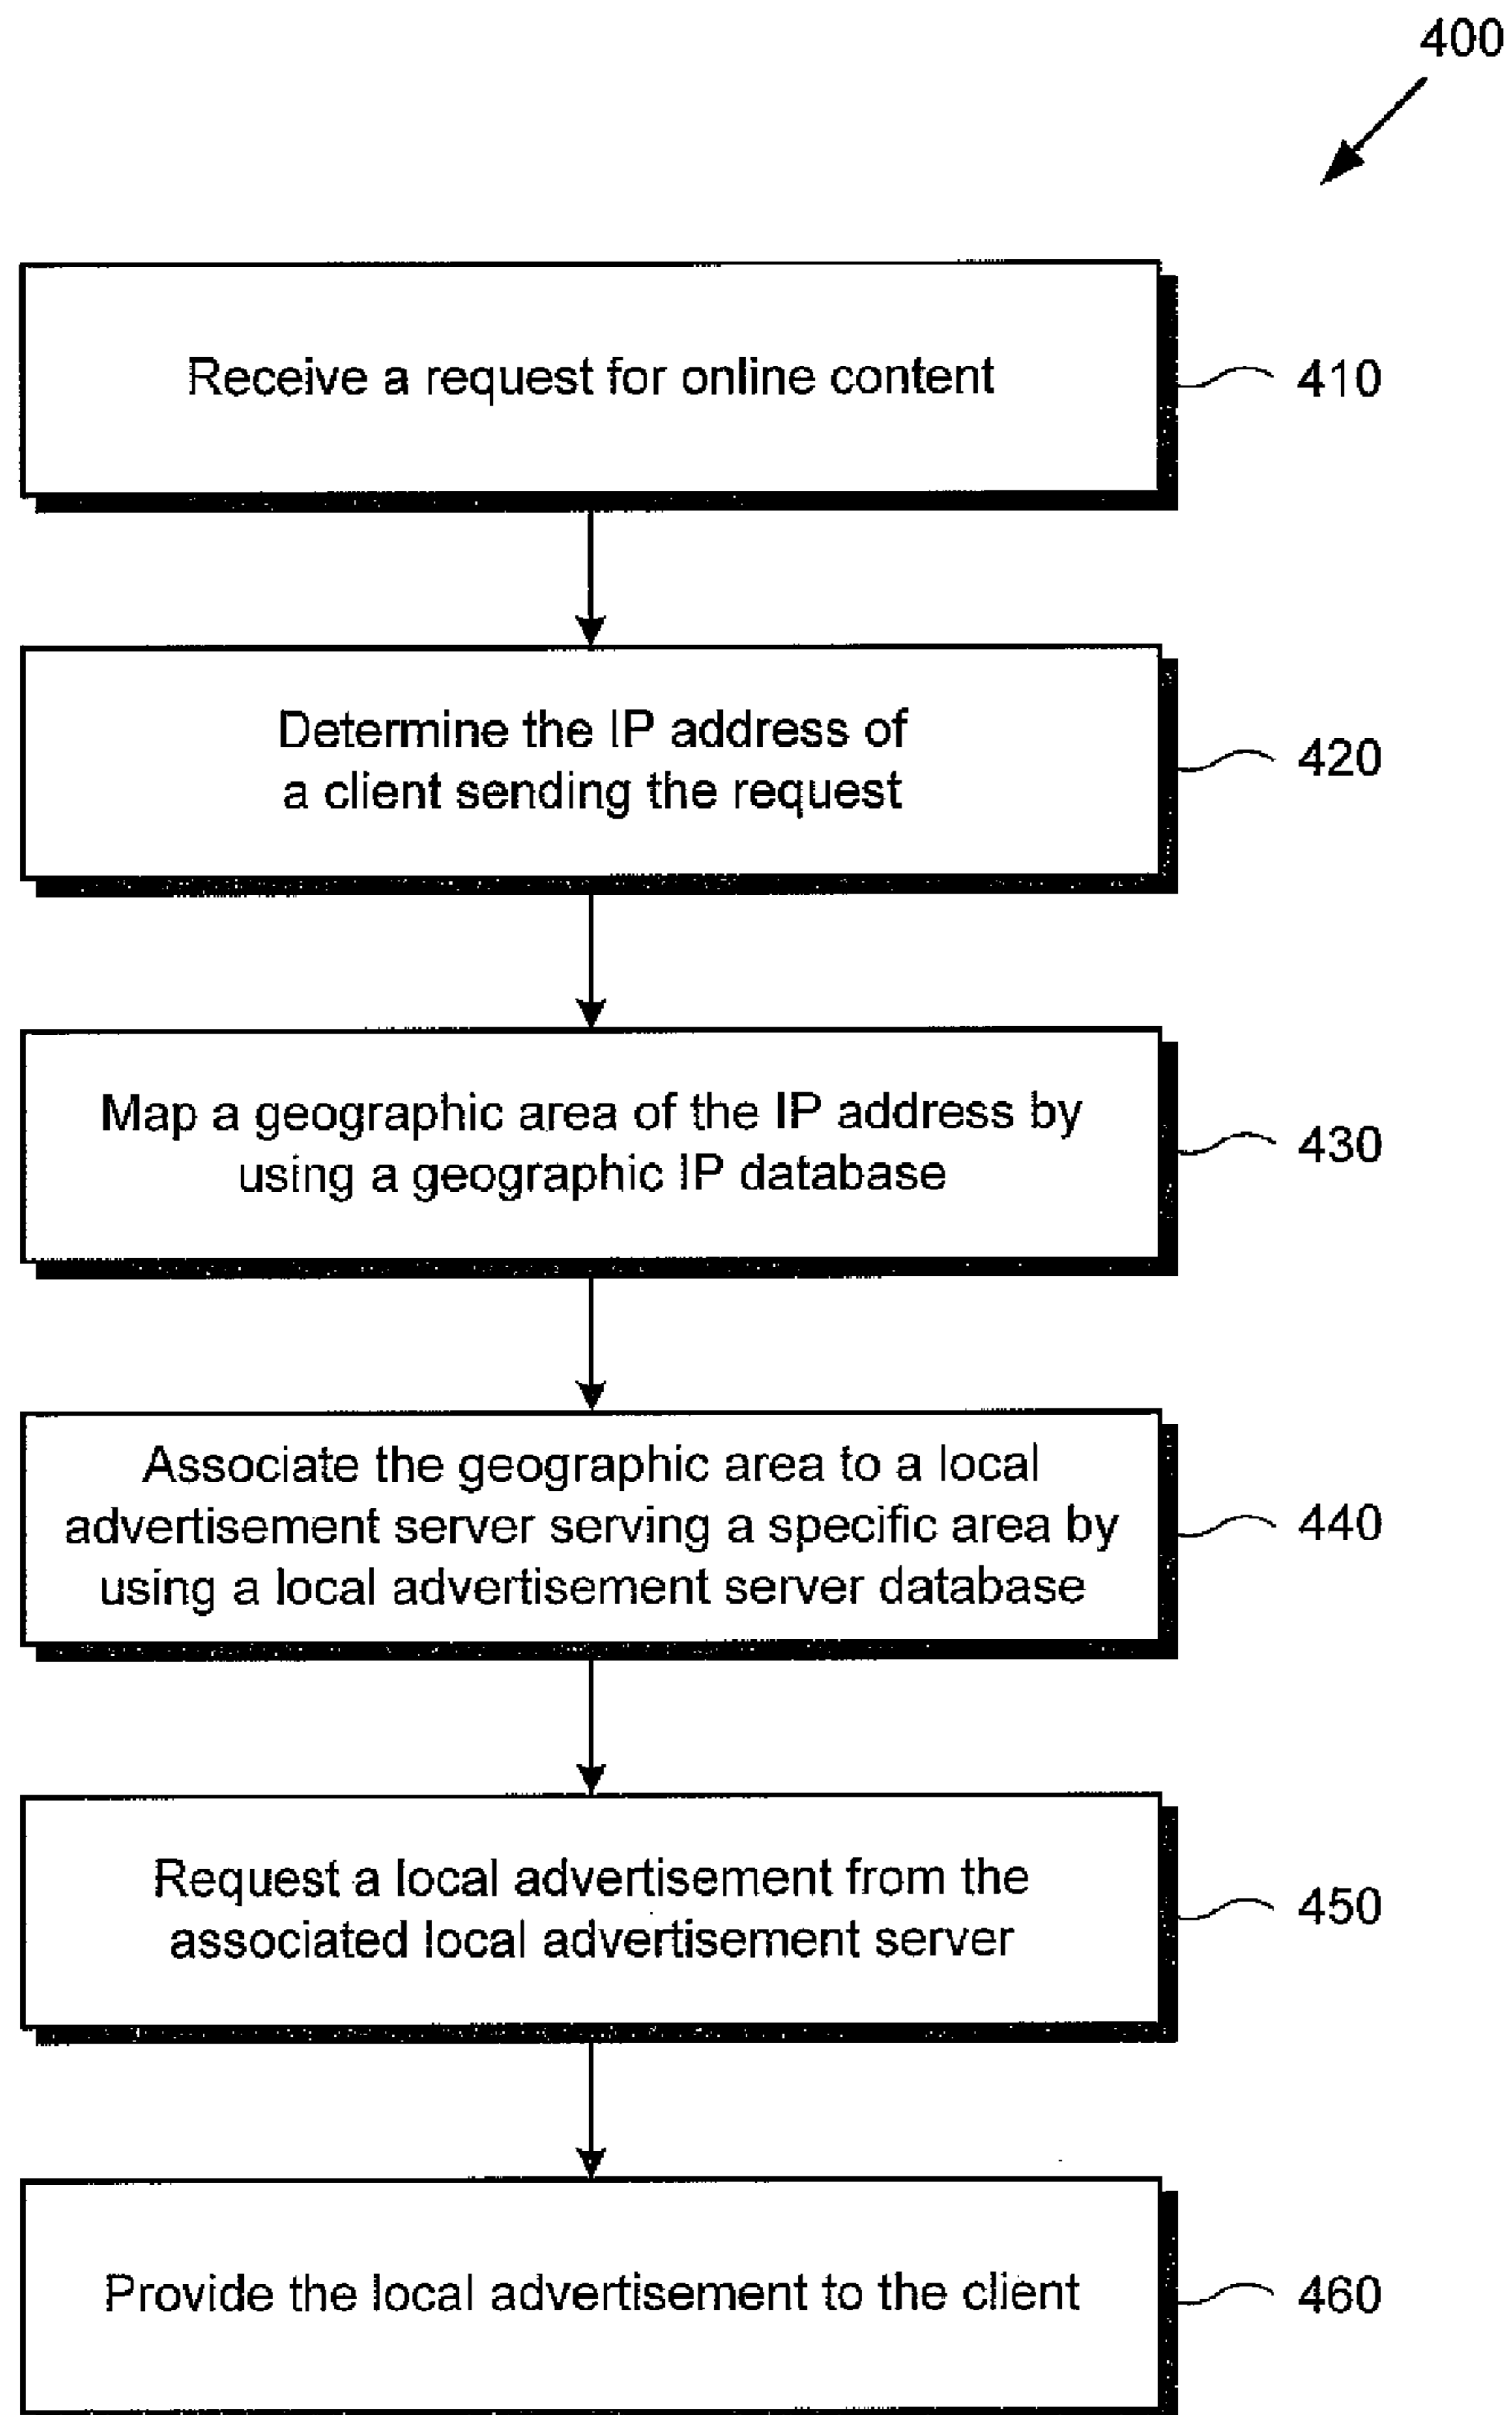 400
Receive a request for online content
410
Determine the IP address of
a client sending the request
420
Map a geographic area of the IP address by
using a geographic IP database
430
Associate the geographic area to a local
advertisement server serving a specific area by
using a local advertisement server database
440
Request a local advertisement from the
associated local advertisement server
450
Provide the local advertisement to the client
460